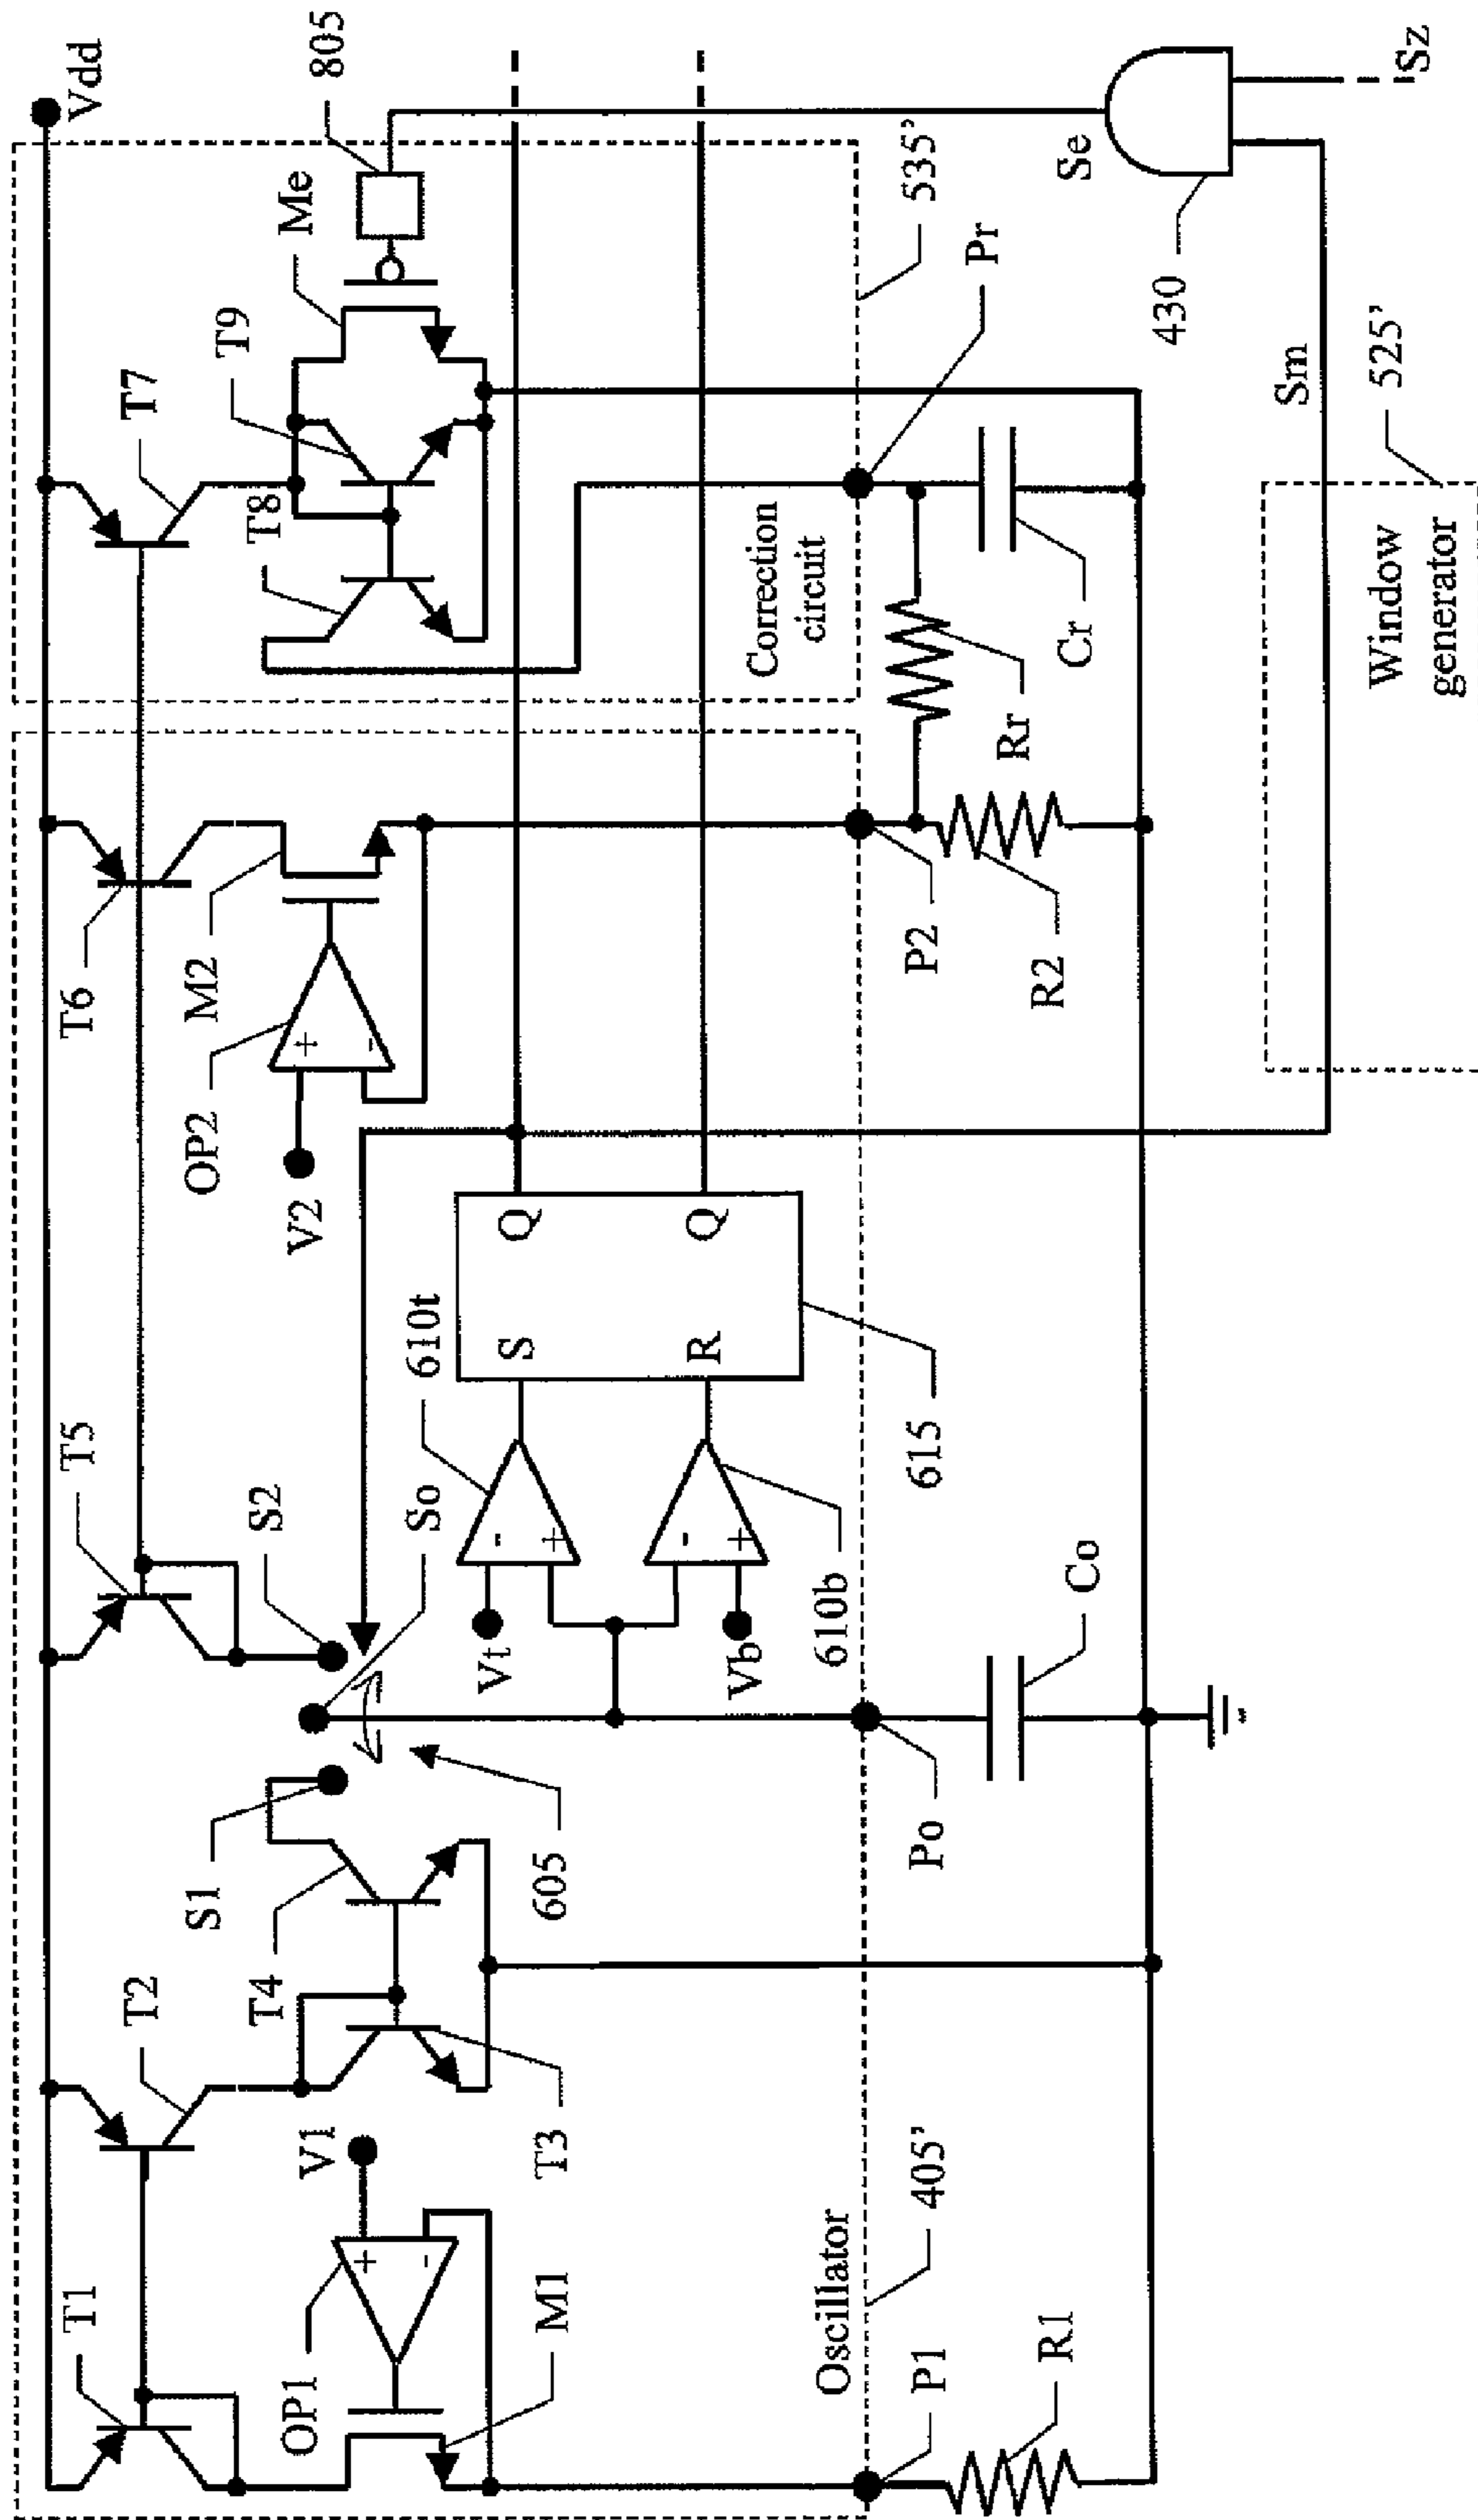 Vdd
805
Me
T9
T7
T8
Correction
circuit
535'
Pr
Se
Sz
430
Sm
525'
Window
generator
Cr
Rr
R2
P2
T6
M2
OP2
+
-
V2
T5
S2
So
610t
S
Q
R
Q
615
-
+
Vt
-
+
Vb
610b
Co
Po
S1
605
T4
T2
T3
V1
+
-
OP1
M1
T1
Oscillator
405'
P1
R1